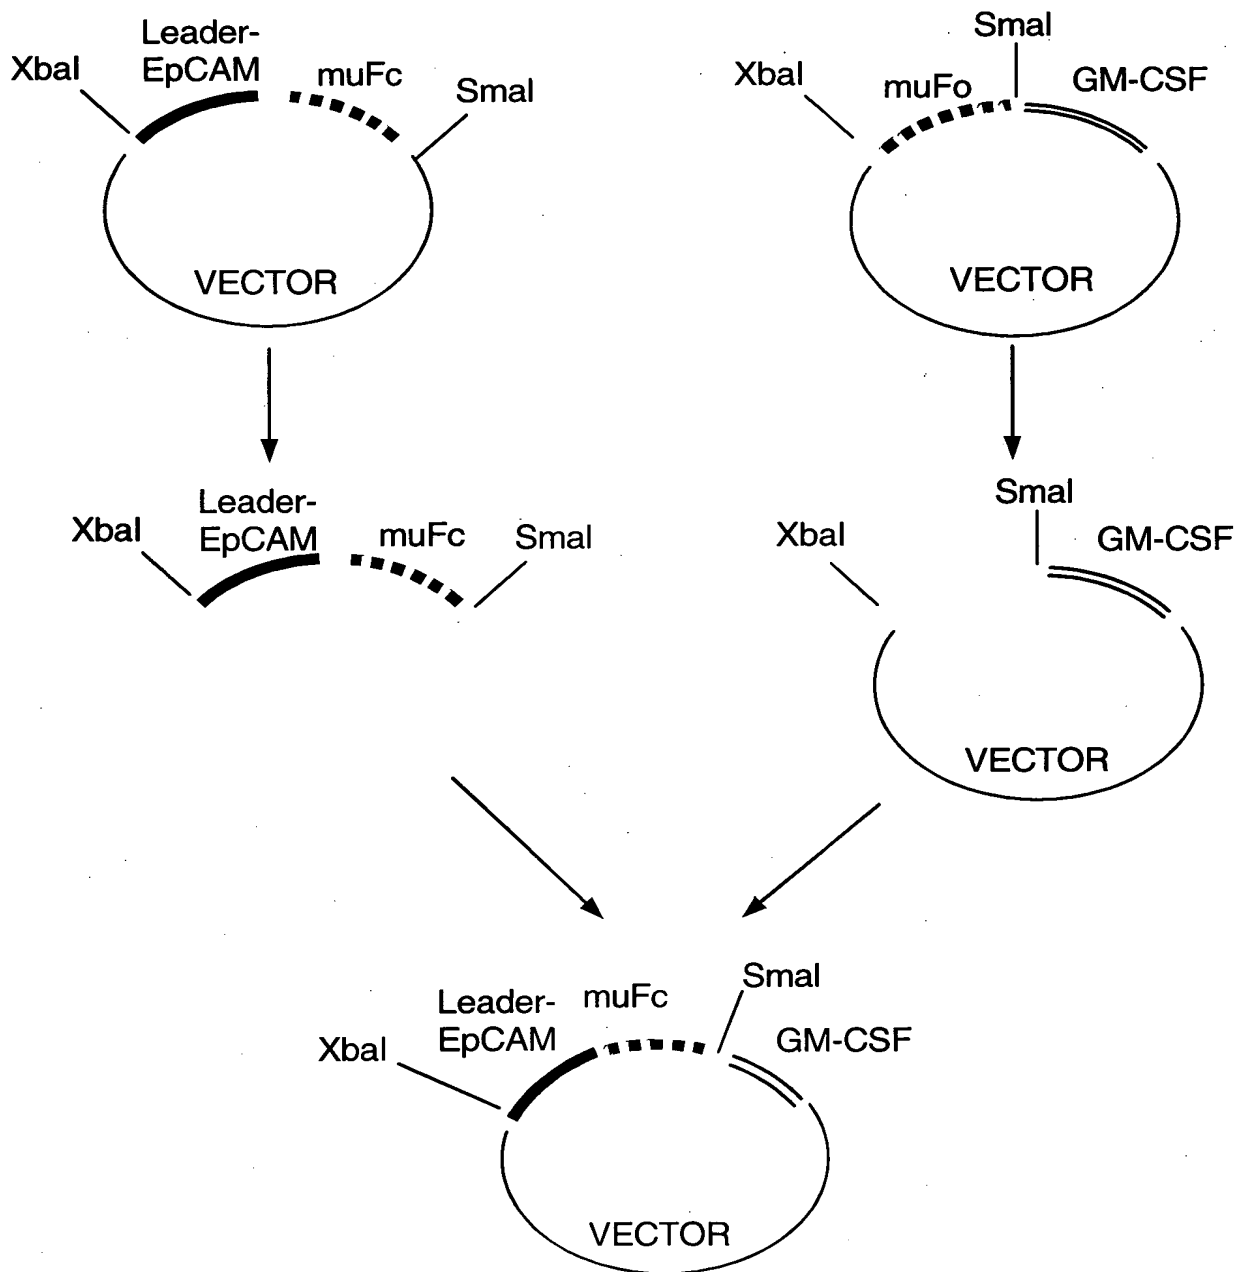 Leader-
EpCAM
XbaI
muFc
SmaI
VECTOR
SmaI
XbaI
muFo
GM-CSF
VECTOR
Leader-
EpCAM
XbaI
muFc
SmaI
SmaI
XbaI
GM-CSF
VECTOR
SmaI
Leader-
EpCAM
muFc
XbaI
GM-CSF
VECTOR